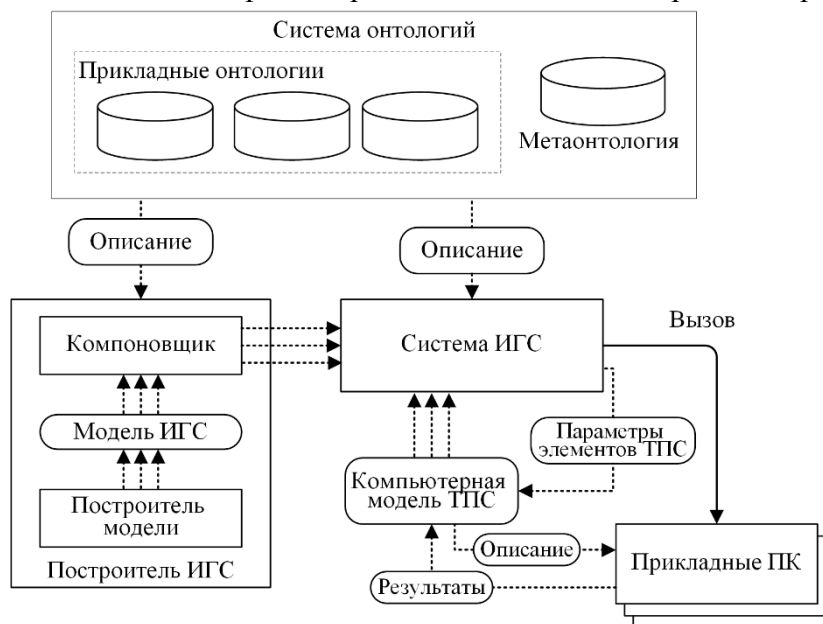 Система онтологий
Прикладные онтологии
Метаонтология
Описание
Описание
Компоновщик
Система ИГС
Вызов
Модель ИГС
Параметры
элементов ТПС
Построитель
модели
Компьютерная
модель ТПС
Построитель ИГС
Описание
Результаты
Прикладные ПК